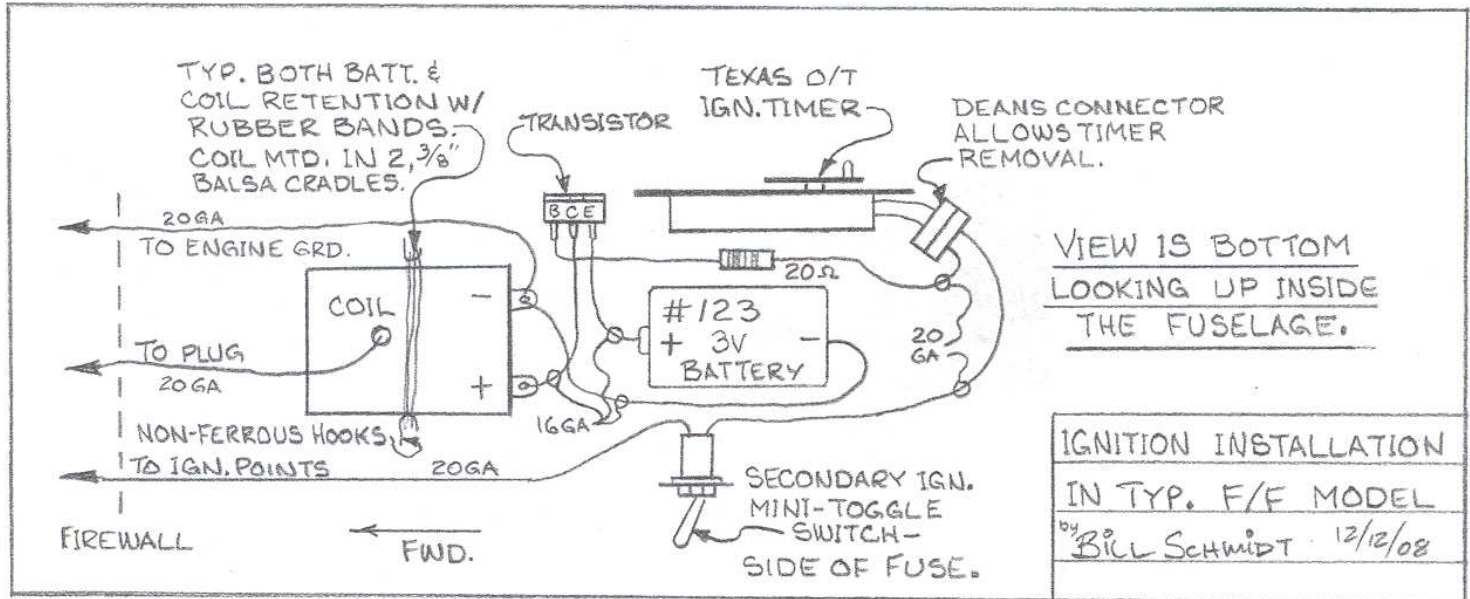 TYP. BOTH BATT. &
COIL RETENTION W/
RUBBER BANDS.
COIL MTD. IN 2, 3/8"
BALSA CRADLES.
TRANSISTOR
TEXAS O/T
IGN. TIMER
DEANS CONNECTOR
ALLOWS TIMER
REMOVAL.
20GA
TO ENGINE GRD.
B C E
20Ω
VIEW IS BOTTOM
LOOKING UP INSIDE
THE FUSELAGE.
COIL
-
+
#123
+ 3V -
BATTERY
20
GA
TO PLUG
20GA
16GA
NON-FERROUS HOOKS
TO IGN. POINTS 20GA
SECONDARY IGN.
MINI-TOGGLE
SWITCH-
SIDE OF FUSE.
FIREWALL
FWD.
IGNITION INSTALLATION
IN TYP. F/F MODEL
by BILL SCHMIDT 12/12/08